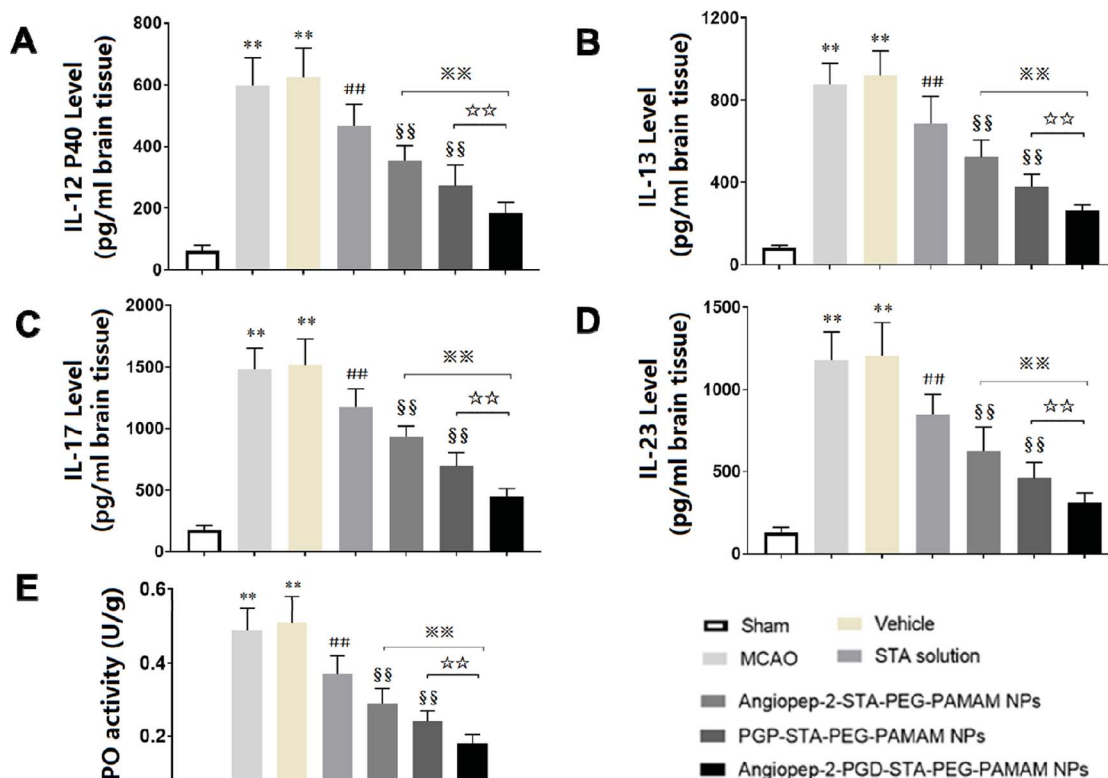 A
IL-12 P40 Level
(pg/ml brain tissue)
800
600
400
200
0
**
**
##
§§
§§
※※
☆☆
B
IL-13 Level
(pg/ml brain tissue)
1200
900
600
400
0
**
**
##
§§
§§
※※
☆☆
C
IL-17 Level
(pg/ml brain tissue)
2000
1500
1000
500
0
**
**
##
§§
§§
※※
☆☆
D
IL-23 Level
(pg/ml brain tissue)
1500
1000
500
0
**
**
##
§§
§§
※※
☆☆
E
PO activity (U/g)
0.6
0.4
0.2
**
**
##
§§
§§
※※
☆☆
Sham
Vehicle
MCAO
STA solution
Angiopep-2-STA-PEG-PAMAM NPs
PGP-STA-PEG-PAMAM NPs
Angiopep-2-PGD-STA-PEG-PAMAM NPs